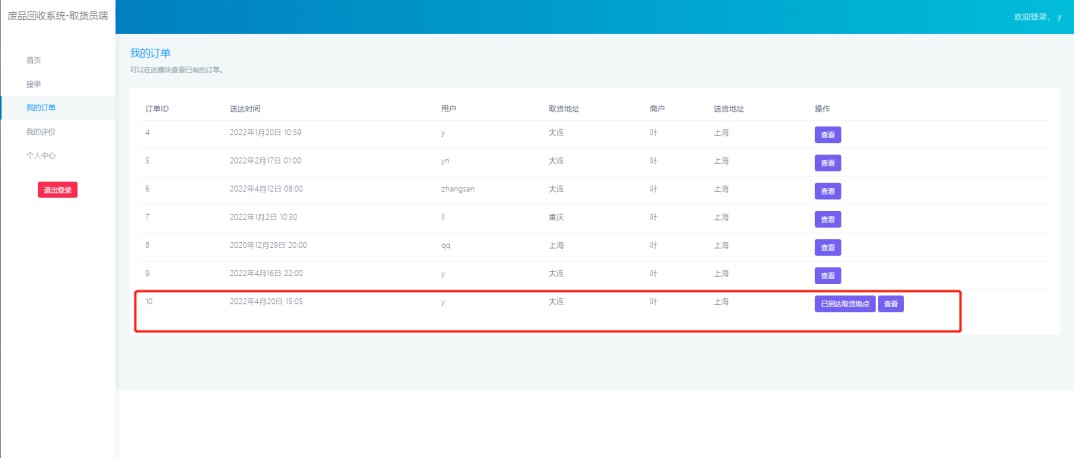 废品回收系统-取货员端
欢迎登录， y
首页
接单
我的订单
我的评价
个人中心
退出登录
我的订单
可以在此模块查看已有的订单。
订单ID 送达时间 用户 取货地址 商户 送货地址 操作
4 2022年1月20日 10:59 y 大连 叶 上海 查看
5 2022年2月17日 01:00 yn 大连 叶 上海 查看
6 2022年4月12日 08:00 zhangsan 大连 叶 上海 查看
7 2022年1月2日 10:30 ll 重庆 叶 上海 查看
8 2020年12月29日 20:00 qq 上海 叶 上海 查看
9 2022年4月16日 22:00 y 大连 叶 上海 查看
10 2022年4月20日 15:05 y 大连 叶 上海 已到达取货地点 查看